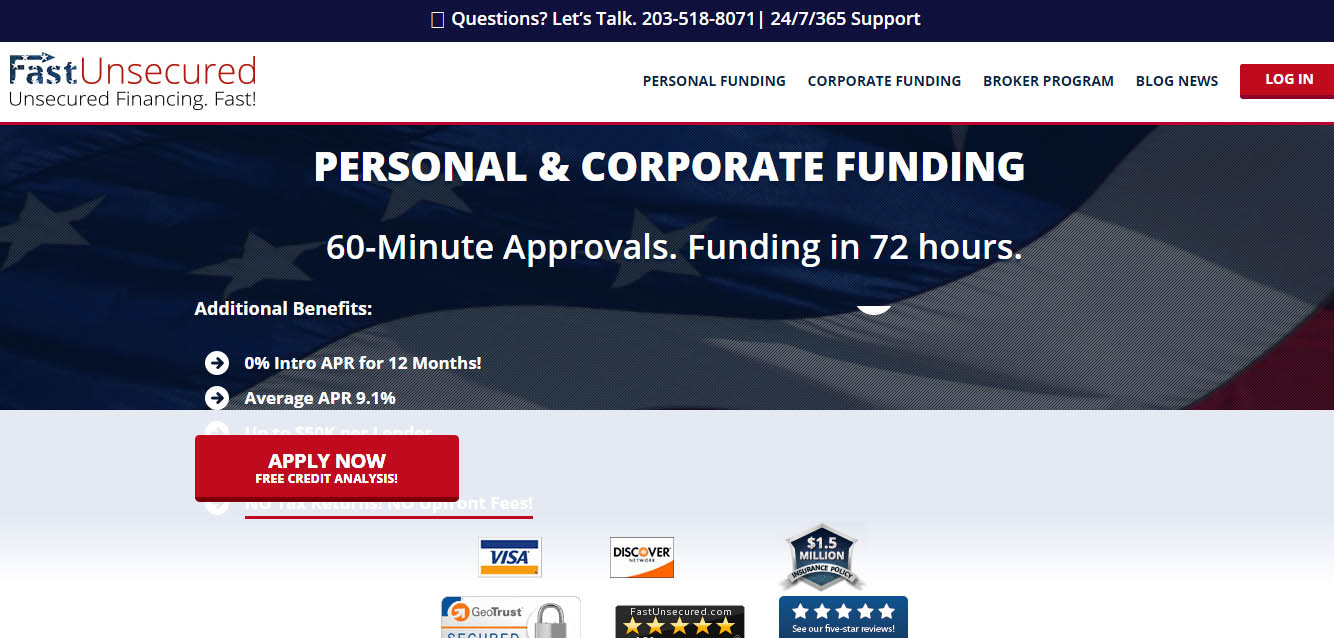 Questions? Let's Talk. 203-518-8071| 24/7/365 Support
FastUnsecured
Unsecured Financing. Fast!
PERSONAL FUNDING
CORPORATE FUNDING
BROKER PROGRAM
BLOG NEWS
LOG IN
PERSONAL & CORPORATE FUNDING
60-Minute Approvals. Funding in 72 hours.
Additional Benefits:
0% Intro APR for 12 Months!
Average APR 9.1%
Up to $50K per Lender
APPLY NOW
FREE CREDIT ANALYSIS!
NO Tax Returns! NO Upfront Fees!
VISA
DISCOVER
NETWORK
$1.5
MILLION
INSURANCE POLICY
GeoTrust
SECURED
FastUnsecured.com
See our five-star reviews!